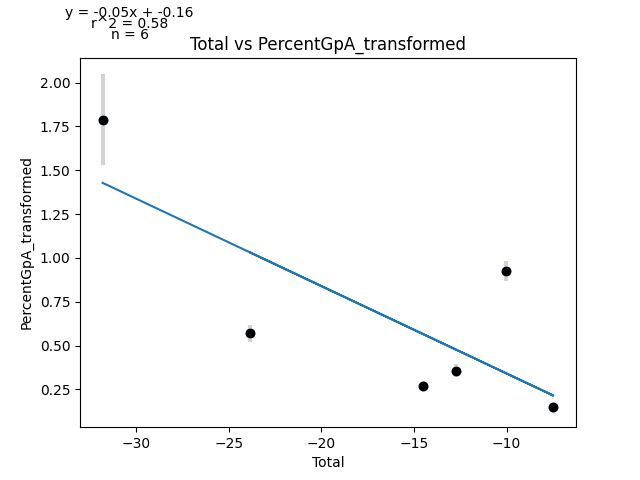 y = -0.05x + -0.16
r^2 = 0.58
n = 6
Total vs PercentGpA_transformed
PercentGpA_transformed
2.00
1.75
1.50
1.25
1.00
0.75
0.50
0.25
−30
−25
−20
−15
−10
Total